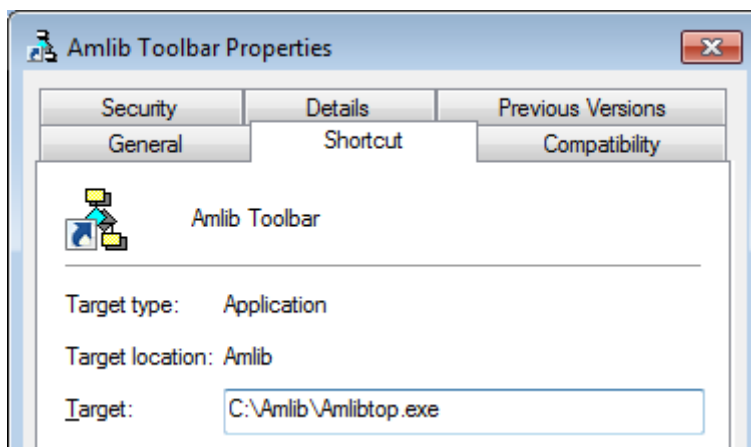 Amlib Toolbar Properties
Security Details Previous Versions
General Shortcut Compatibility
Amlib Toolbar
Target type: Application
Target location: Amlib
Target: C:\Amlib\Amlibtop.exe